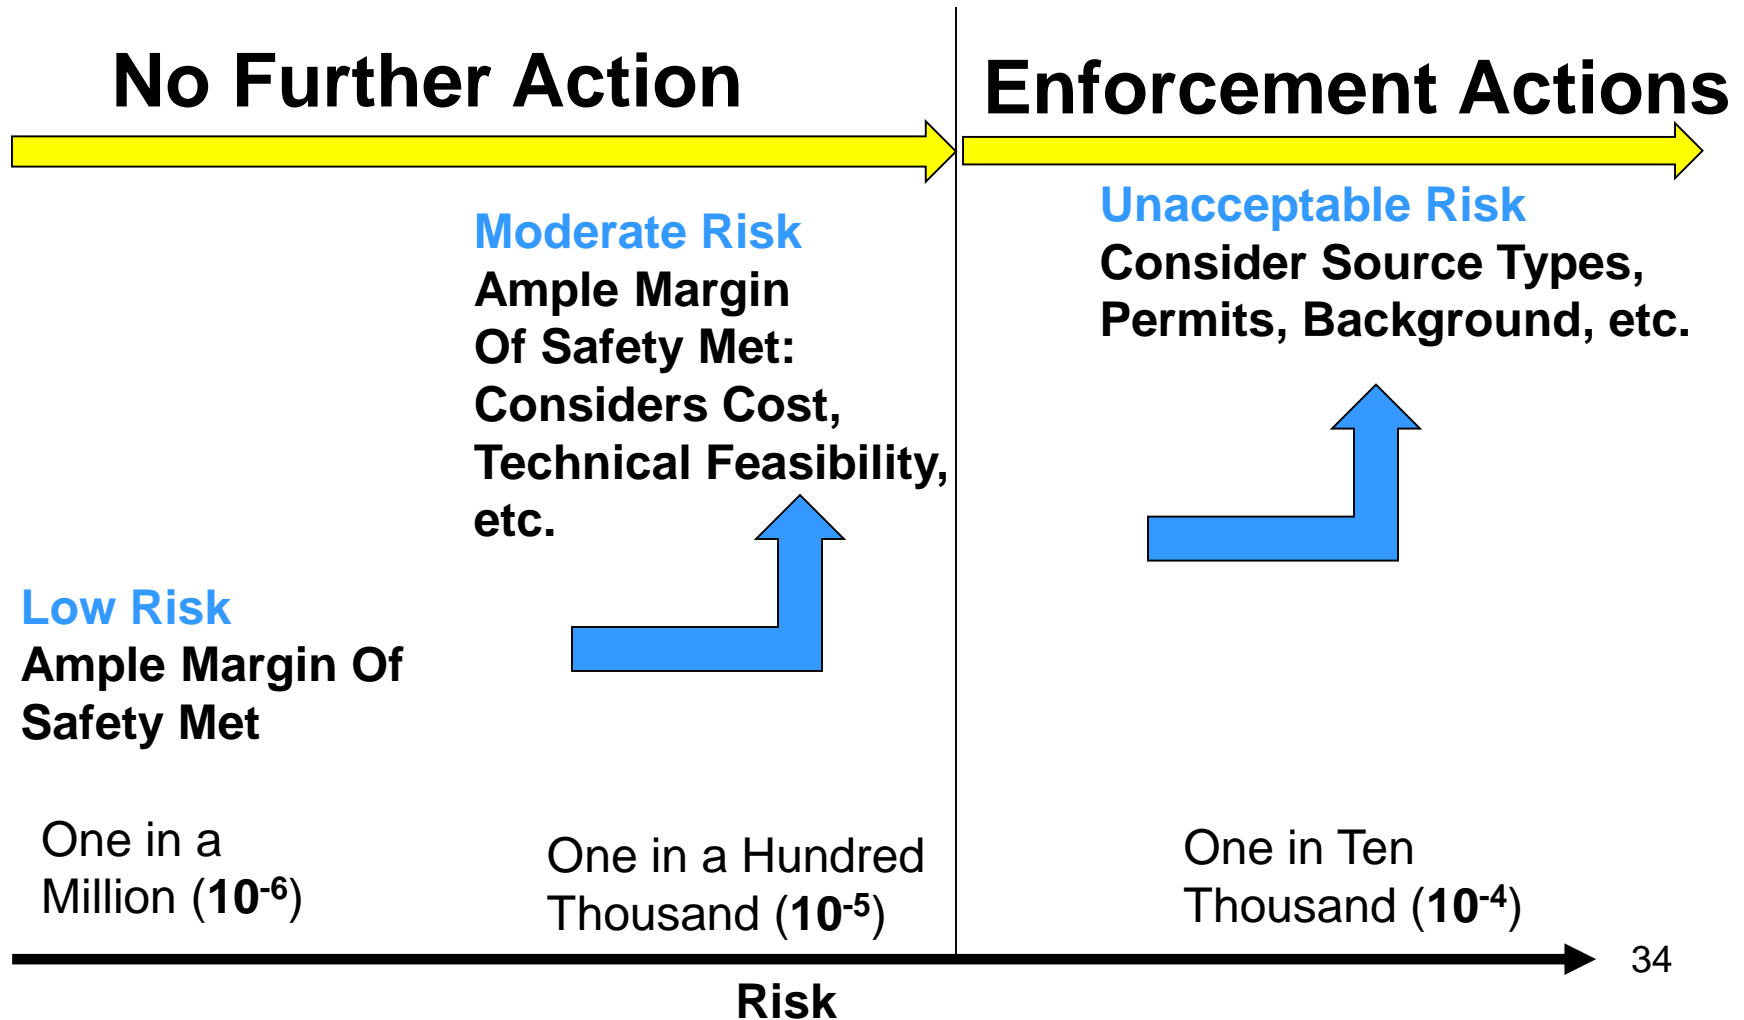 No Further Action
Enforcement Actions
Moderate Risk
Ample Margin
Of Safety Met:
Considers Cost,
Technical Feasibility,
etc.
Unacceptable Risk
Consider Source Types,
Permits, Background, etc.
Low Risk
Ample Margin Of
Safety Met
One in a
Million (10⁻⁶)
One in a Hundred
Thousand (10⁻⁵)
One in Ten
Thousand (10⁻⁴)
34
Risk